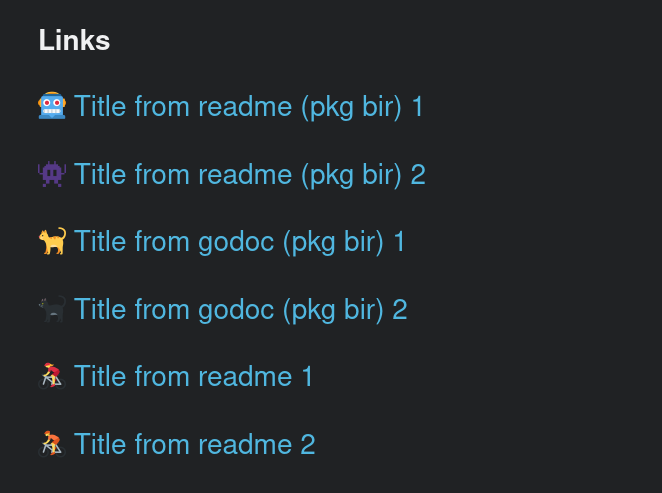 Links
🤖 Title from readme (pkg bir) 1
👾 Title from readme (pkg bir) 2
🐈 Title from godoc (pkg bir) 1
🐈‍⬛ Title from godoc (pkg bir) 2
🚴 Title from readme 1
🚴 Title from readme 2